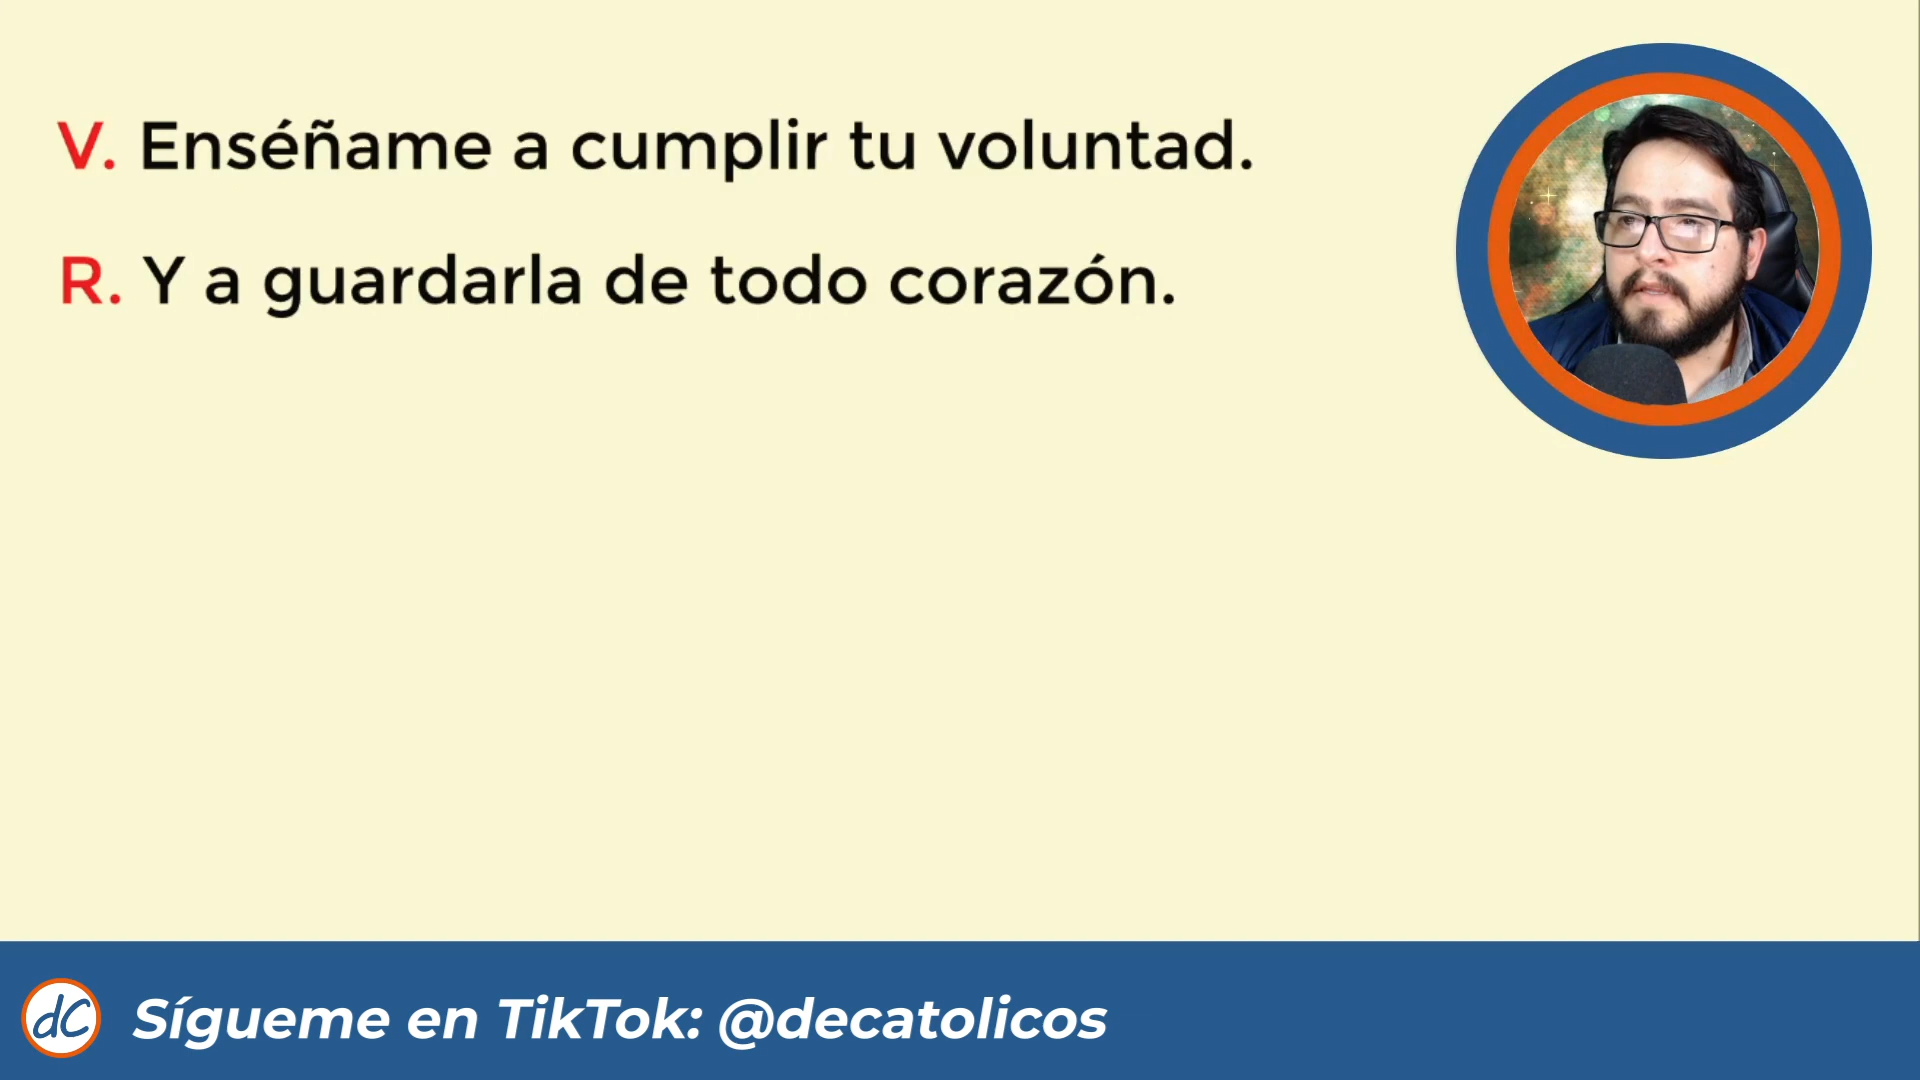 V. Enséñame a cumplir tu voluntad.
R. Y a guardarla de todo corazón.
dC Sígueme en TikTok: @decatolicos